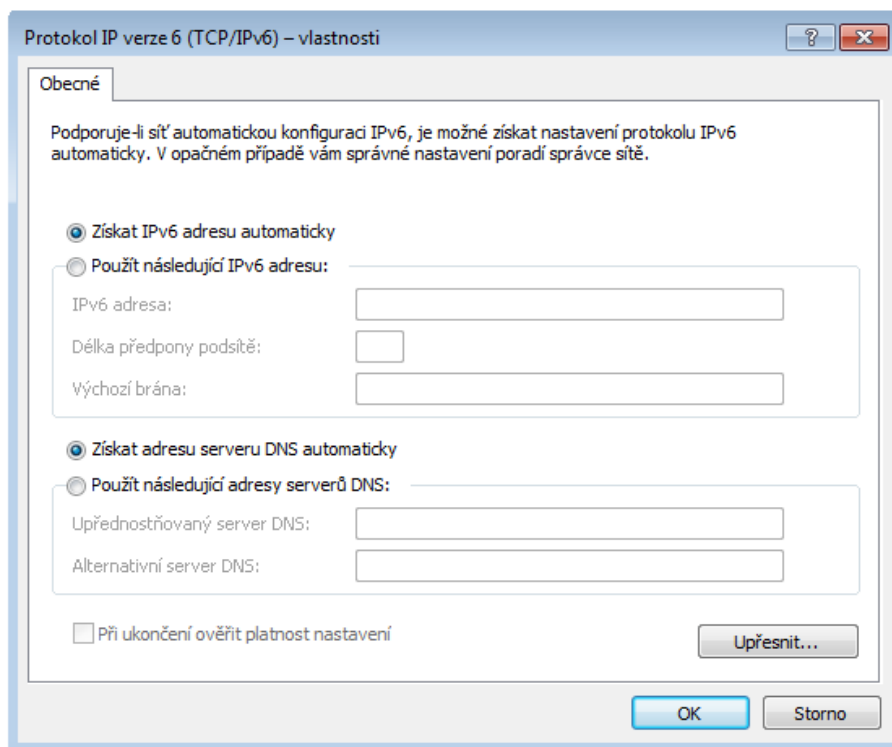 Protokol IP verze 6 (TCP/IPv6) – vlastnosti
Obecné
Podporuje-li síť automatickou konfiguraci IPv6, je možné získat nastavení protokolu IPv6
automaticky. V opačném případě vám správné nastavení poradí správce sítě.
Získat IPv6 adresu automaticky
Použít následující IPv6 adresu:
IPv6 adresa:
Délka předpony podsítě:
Výchozí brána:
Získat adresu serveru DNS automaticky
Použít následující adresy serverů DNS:
Upřednostňovaný server DNS:
Alternativní server DNS:
Při ukončení ověřit platnost nastavení
Upřesnit...
OK
Storno